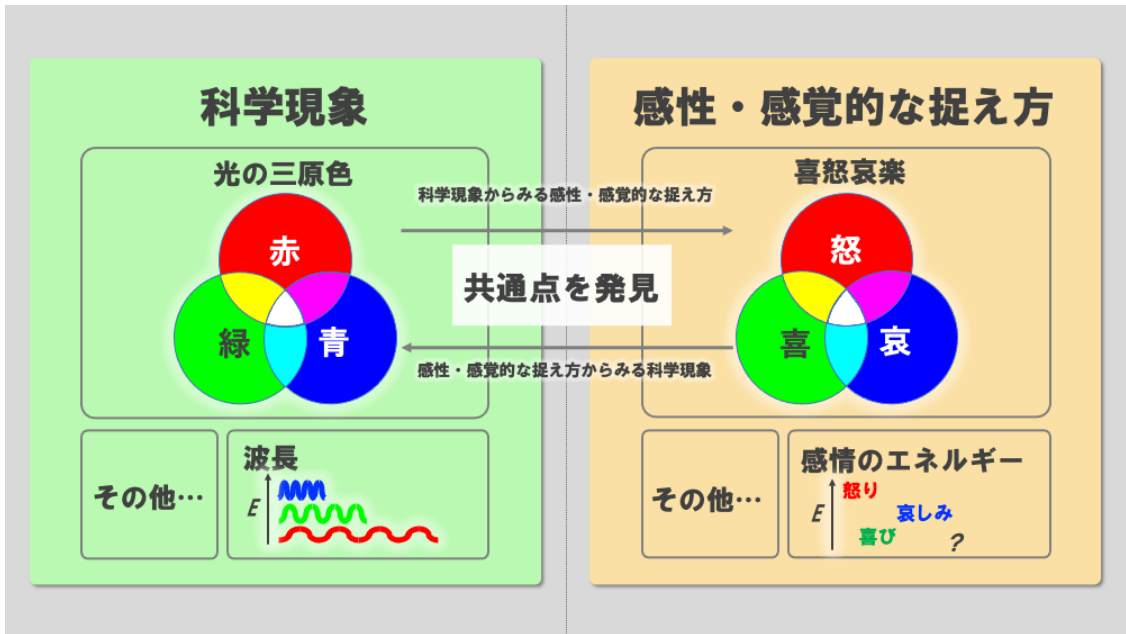 科学現象
光の三原色
赤
緑
青
その他…
波長
E
科学現象からみる感性・感覚的な捉え方
共通点を発見
感性・感覚的な捉え方からみる科学現象
感性・感覚的な捉え方
喜怒哀楽
怒
喜
哀
その他…
感情のエネルギー
E
怒り
哀しみ
喜び
?